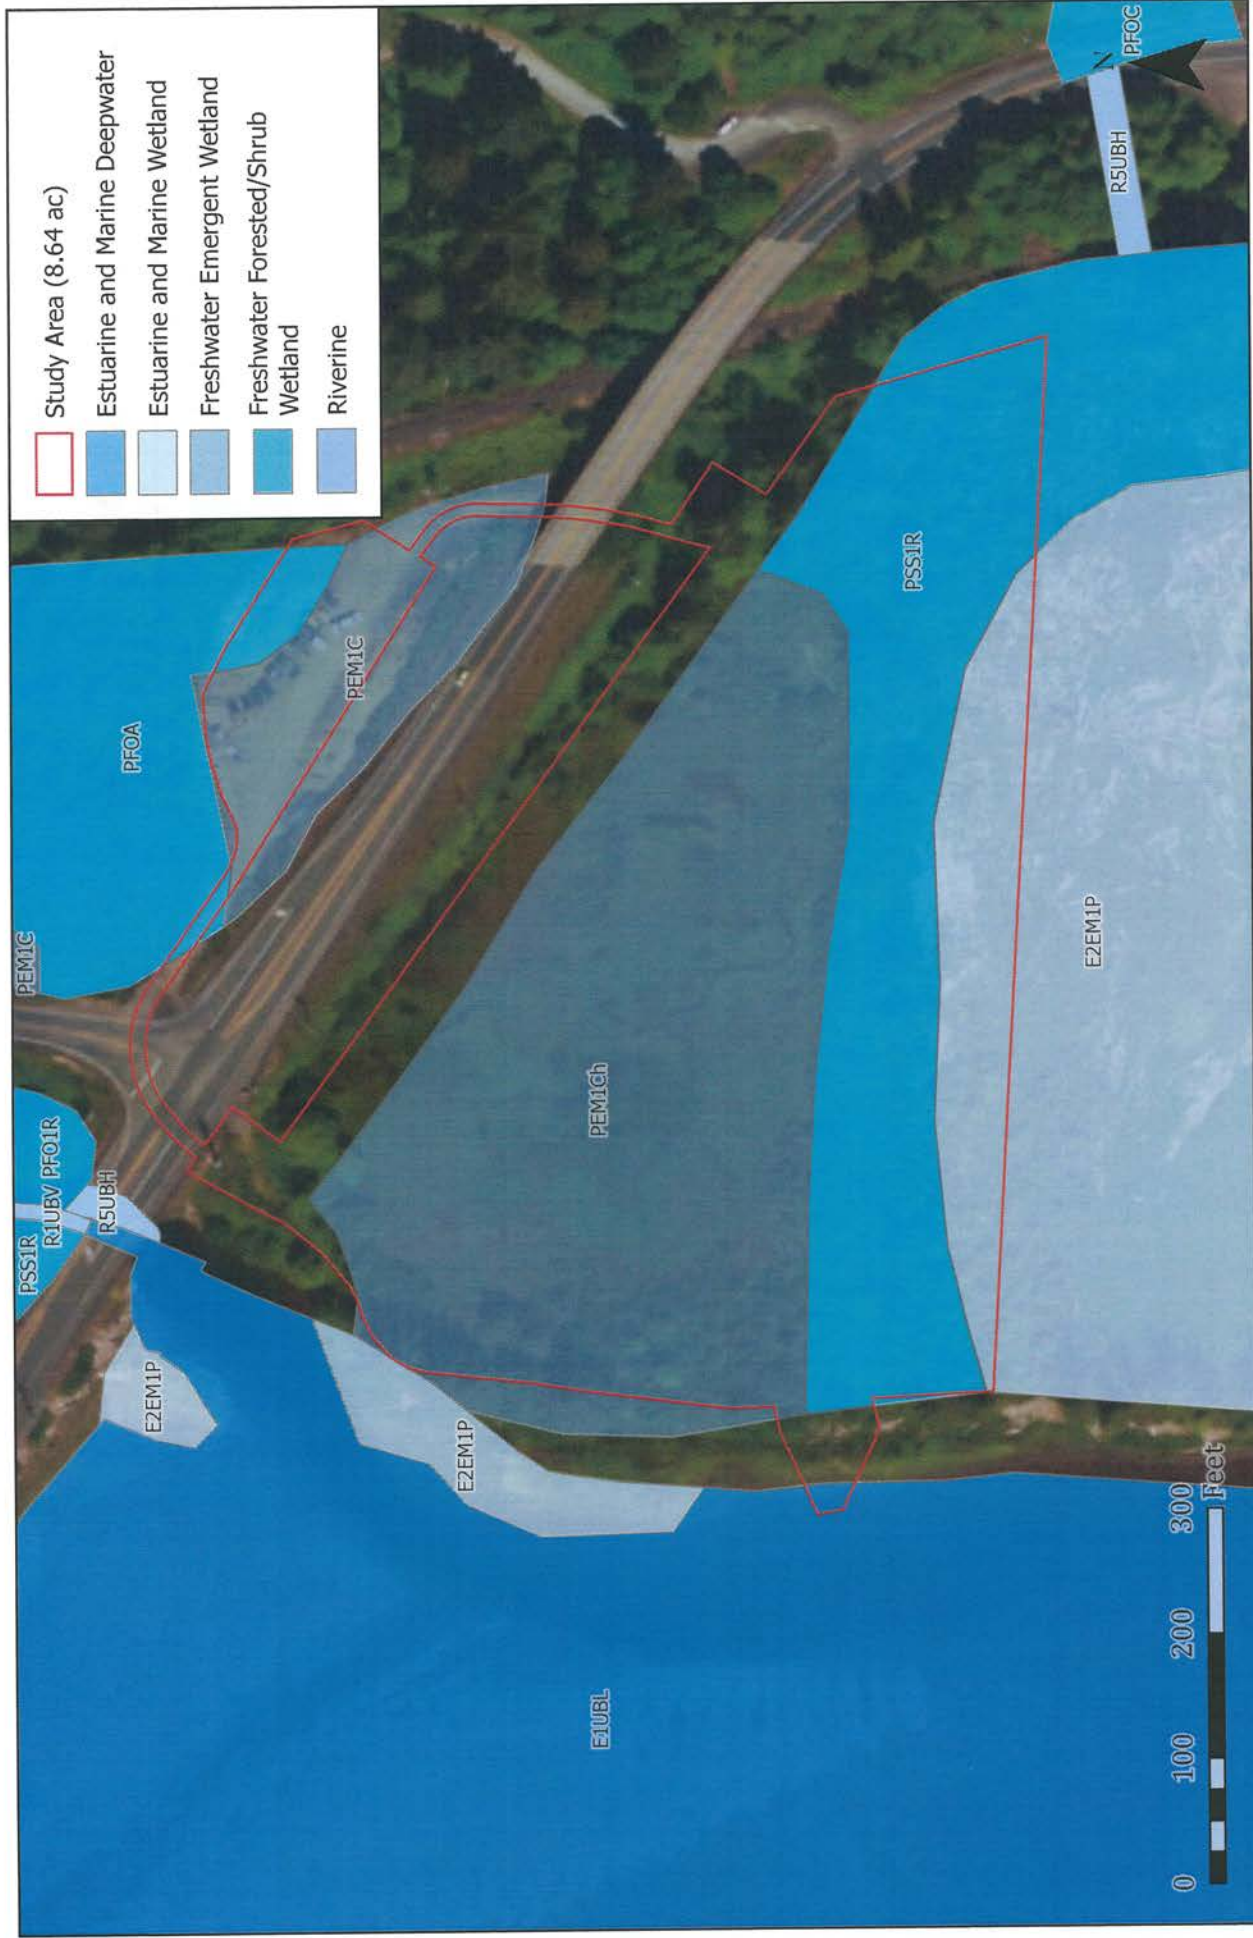 Study Area (8.64 ac)
Estuarine and Marine Deepwater
Estuarine and Marine Wetland
Freshwater Emergent Wetland
Freshwater Forested/Shrub
Wetland
Riverine
PSS1R
R1UBV
PFO1R
R5UBH
PEM1C
PFOA
E2EM1P
PEM1C
E2EM1P
PEM1Ch
E1UBL
PSS1R
E2EM1P
R5UBH
PFOC
N
0
100
200
300
Feet